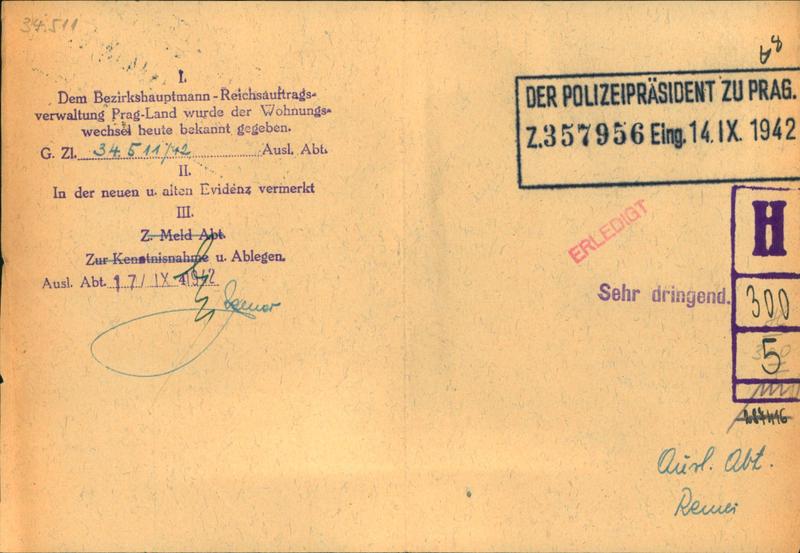 34.511
I.
Dem Bezirkshauptmann-Reichsauftrags-
verwaltung Prag-Land wurde der Wohnungs-
wechsel heute bekannt gegeben.
G. Zl. 34.511/42 Ausl. Abt.
II.
In der neuen u. alten Evidenz vermerkt
III.
Z. Meld Abt.
Zur Kenntnisnahme u. Ablegen.
Ausl. Abt. 17/IX 1942
DER POLIZEIPRÄSIDENT ZU PRAG.
Z. 357956 Eing. 14. IX. 1942
ERLEDIGT
Sehr dringend.
H
300
5
Ausl. Abt.